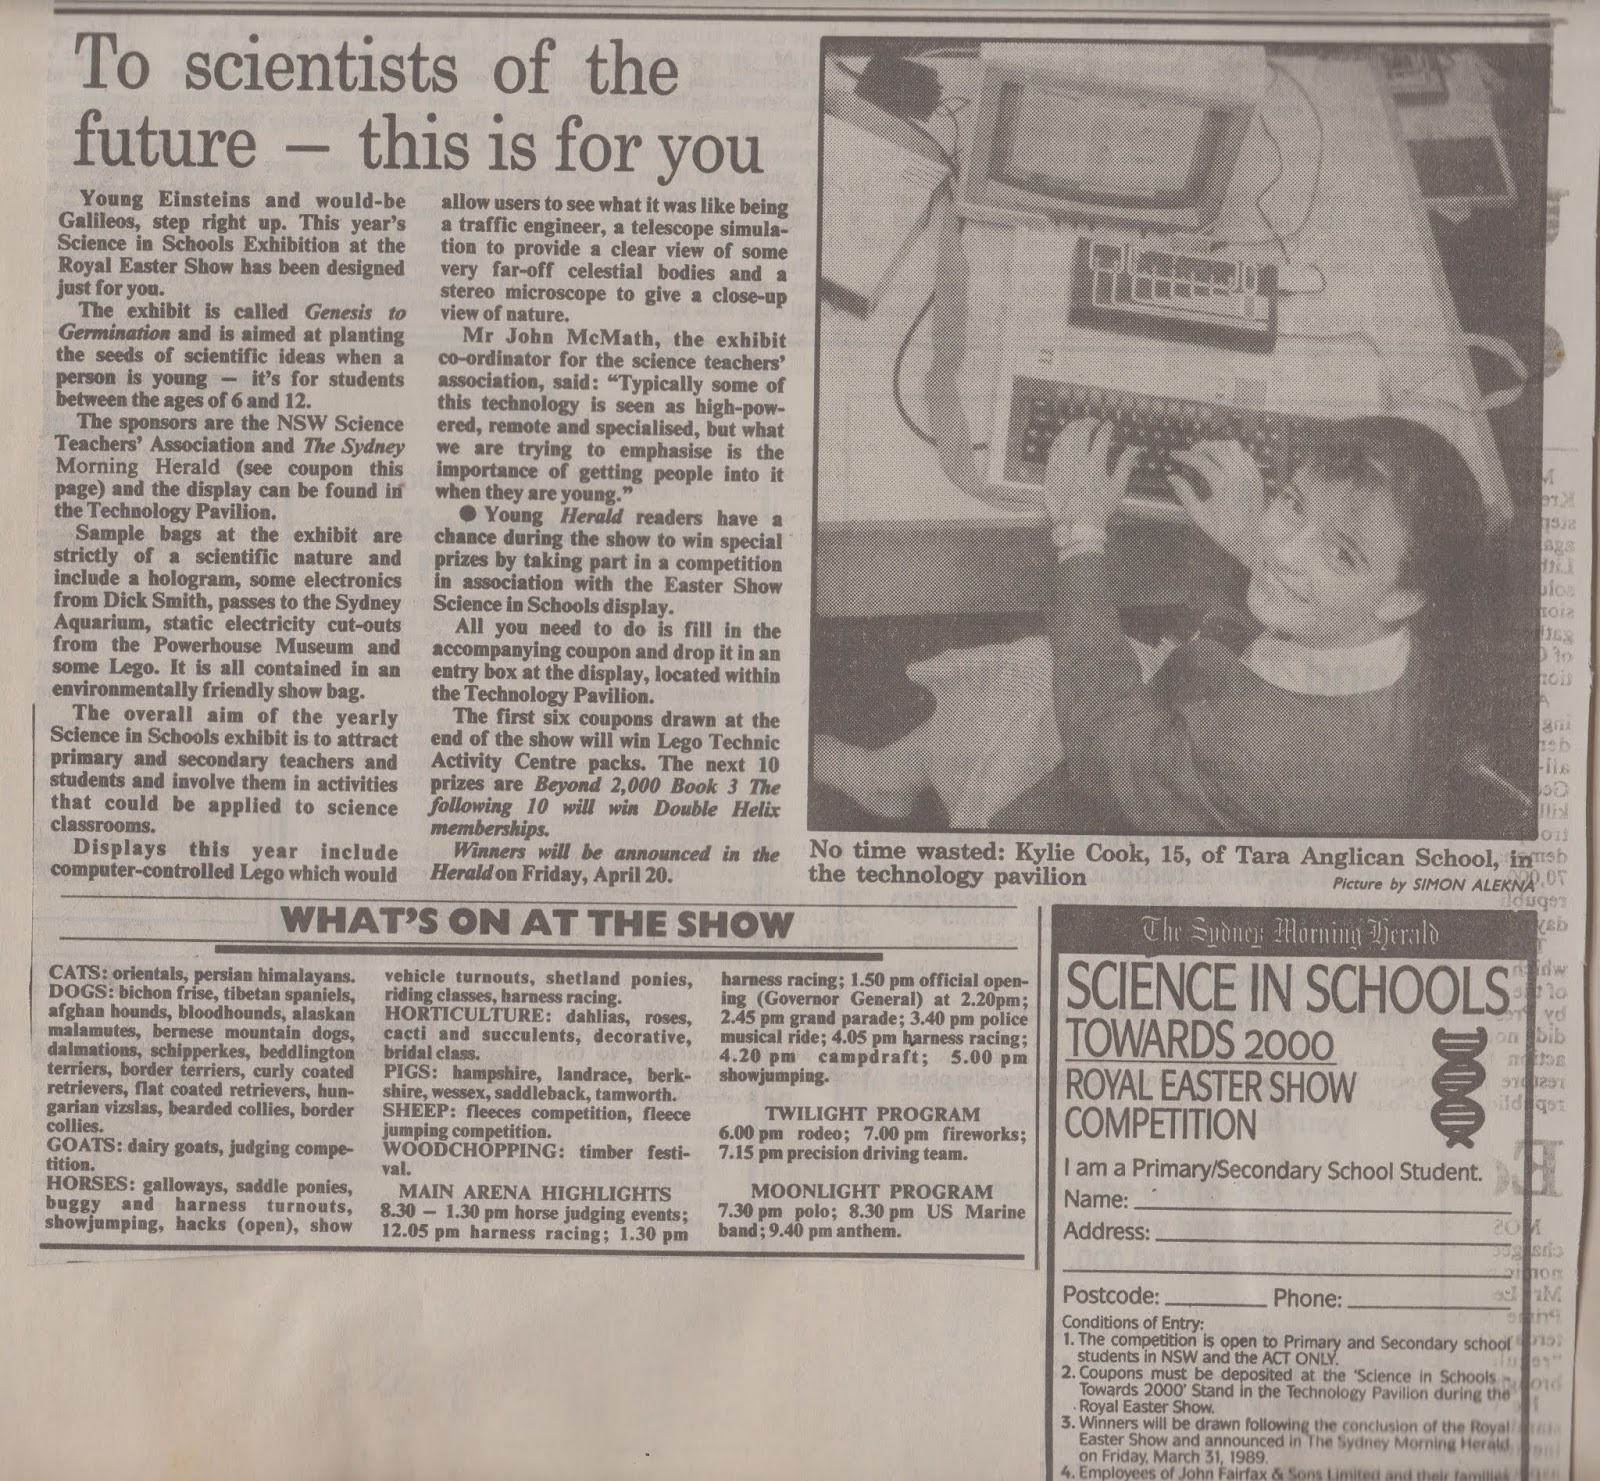 To scientists of the
future — this is for you
Young Einsteins and would-be
Galileos, step right up. This year's
Science in Schools Exhibition at the
Royal Easter Show has been designed
just for you.
The exhibit is called Genesis to
Germination and is aimed at planting
the seeds of scientific ideas when a
person is young — it's for students
between the ages of 6 and 12.
The sponsors are the NSW Science
Teachers' Association and The Sydney
Morning Herald (see coupon this
page) and the display can be found in
the Technology Pavilion.
Sample bags at the exhibit are
strictly of a scientific nature and
include a hologram, some electronics
from Dick Smith, passes to the Sydney
Aquarium, static electricity cut-outs
from the Powerhouse Museum and
some Lego. It is all contained in an
environmentally friendly show bag.
The overall aim of the yearly
Science in Schools exhibit is to attract
primary and secondary teachers and
students and involve them in activities
that could be applied to science
classrooms.
Displays this year include
computer-controlled Lego which would
allow users to see what it was like being
a traffic engineer, a telescope simula-
tion to provide a clear view of some
very far-off celestial bodies and a
stereo microscope to give a close-up
view of nature.
Mr John McMath, the exhibit
co-ordinator for the science teachers'
association, said: "Typically some of
this technology is seen as high-pow-
ered, remote and specialised, but what
we are trying to emphasise is the
importance of getting people into it
when they are young."
● Young Herald readers have a
chance during the show to win special
prizes by taking part in a competition
in association with the Easter Show
Science in Schools display.
All you need to do is fill in the
accompanying coupon and drop it in an
entry box at the display, located within
the Technology Pavilion.
The first six coupons drawn at the
end of the show will win Lego Technic
Activity Centre packs. The next 10
prizes are Beyond 2,000 Book 3 The
following 10 will win Double Helix
memberships.
Winners will be announced in the
Herald on Friday, April 20.
No time wasted: Kylie Cook, 15, of Tara Anglican School, in
the technology pavilion
Picture by SIMON ALEKNA
WHAT'S ON AT THE SHOW
CATS: orientals, persian himalayans.
DOGS: bichon frise, tibetan spaniels,
afghan hounds, bloodhounds, alaskan
malamutes, bernese mountain dogs,
dalmations, schipperkes, beddlington
terriers, border terriers, curly coated
retrievers, flat coated retrievers, hun-
garian vizslas, bearded collies, border
collies.
GOATS: dairy goats, judging compe-
tition.
HORSES: galloways, saddle ponies,
buggy and harness turnouts,
showjumping, hacks (open), show
vehicle turnouts, shetland ponies,
riding classes, harness racing.
HORTICULTURE: dahlias, roses,
cacti and succulents, decorative,
bridal class.
PIGS: hampshire, landrace, berk-
shire, wessex, saddleback, tamworth.
SHEEP: fleeces competition, fleece
jumping competition.
WOODCHOPPING: timber festi-
val.
MAIN ARENA HIGHLIGHTS
8.30 — 1.30 pm horse judging events;
12.05 pm harness racing; 1.30 pm
harness racing; 1.50 pm official open-
ing (Governor General) at 2.20pm;
2.45 pm grand parade; 3.40 pm police
musical ride; 4.05 pm harness racing;
4.20 pm campdraft; 5.00 pm
showjumping.
TWILIGHT PROGRAM
6.00 pm rodeo; 7.00 pm fireworks;
7.15 pm precision driving team.
MOONLIGHT PROGRAM
7.30 pm polo; 8.30 pm US Marine
band; 9.40 pm anthem.
The Sydney Morning Herald
SCIENCE IN SCHOOLS
TOWARDS 2000
ROYAL EASTER SHOW
COMPETITION
I am a Primary/Secondary School Student.
Name:
Address:
Postcode: Phone:
Conditions of Entry:
1. The competition is open to Primary and Secondary school
students in NSW and the ACT ONLY.
2. Coupons must be deposited at the 'Science in Schools -
Towards 2000' Stand in the Technology Pavilion during the
Royal Easter Show.
3. Winners will be drawn following the conclusion of the Royal
Easter Show and announced in The Sydney Morning Herald
on Friday, March 31, 1989.
4. Employees of John Fairfax & Sons Limited and their families